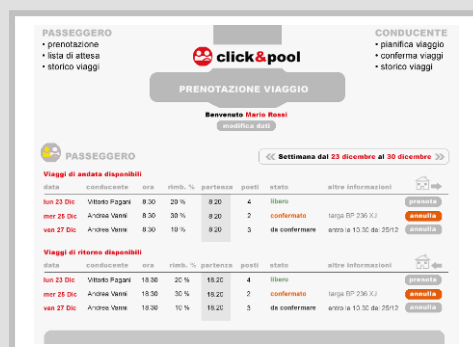 PASSEGGERO
• prenotazione
• lista di attesa
• storico viaggi
CONDUCENTE
• pianifica viaggio
• conferma viaggi
• storico viaggi
click&pool
PRENOTAZIONE VIAGGIO
Benvenuto Mario Rossi
modifica dati
PASSEGGERO
Settimana dal 23 dicembre al 30 dicembre
Viaggi di andata disponibili
data conducente ora rimb. % partenza posti stato altre informazioni
lun 23 Dic Vittorio Pagani 8.30 20 % 8.20 4 libero prenota
mer 25 Dic Andrea Vanni 8.30 30 % 8.20 2 confermato targa BP 236 XJ annulla
ven 27 Dic Andrea Vanni 8.30 10 % 8.20 3 da confermare entro le 10.30 del 25/12 annulla
Viaggi di ritorno disponibili
data conducente ora rimb. % partenza posti stato altre informazioni
lun 23 Dic Vittorio Pagani 18.30 20 % 18.20 4 libero prenota
mer 25 Dic Andrea Vanni 18.30 30 % 18.20 2 confermato targa BP 236 XJ annulla
ven 27 Dic Andrea Vanni 18.30 10 % 18.20 3 da confermare entro le 10.30 del 25/12 annulla